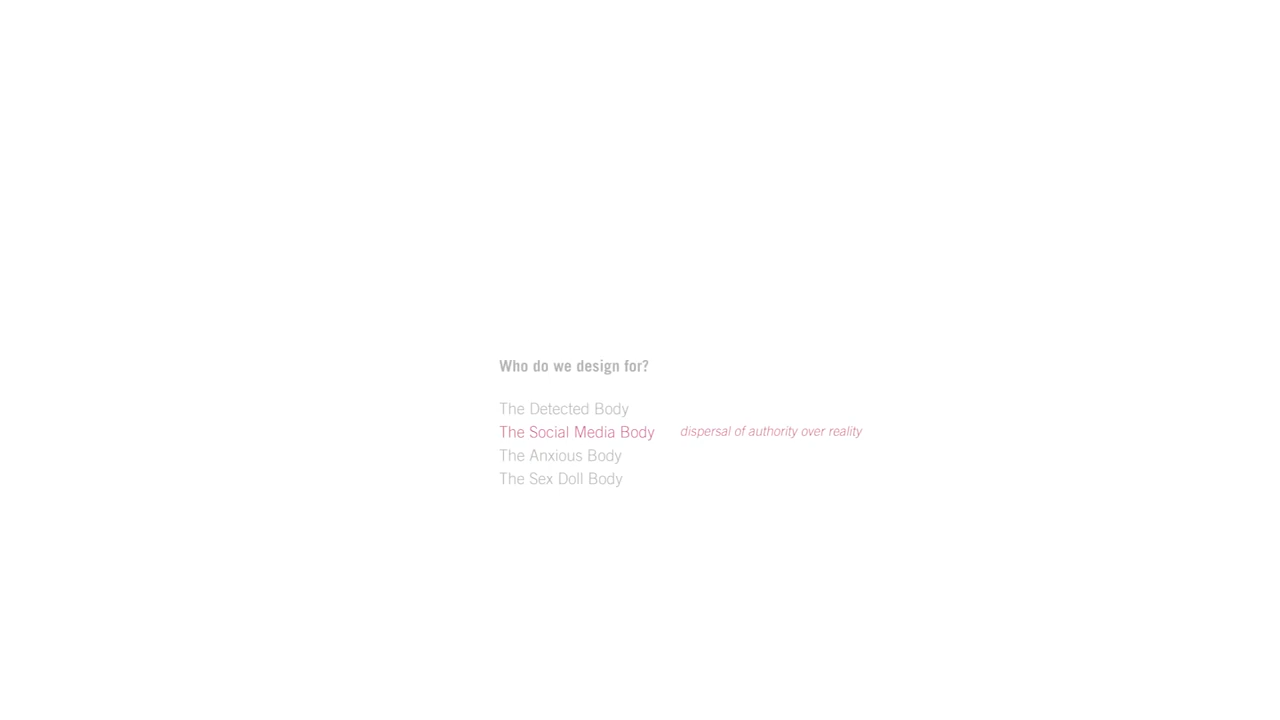 Who do we design for?
The Detected Body
The Social Media Body dispersal of authority over reality
The Anxious Body
The Sex Doll Body